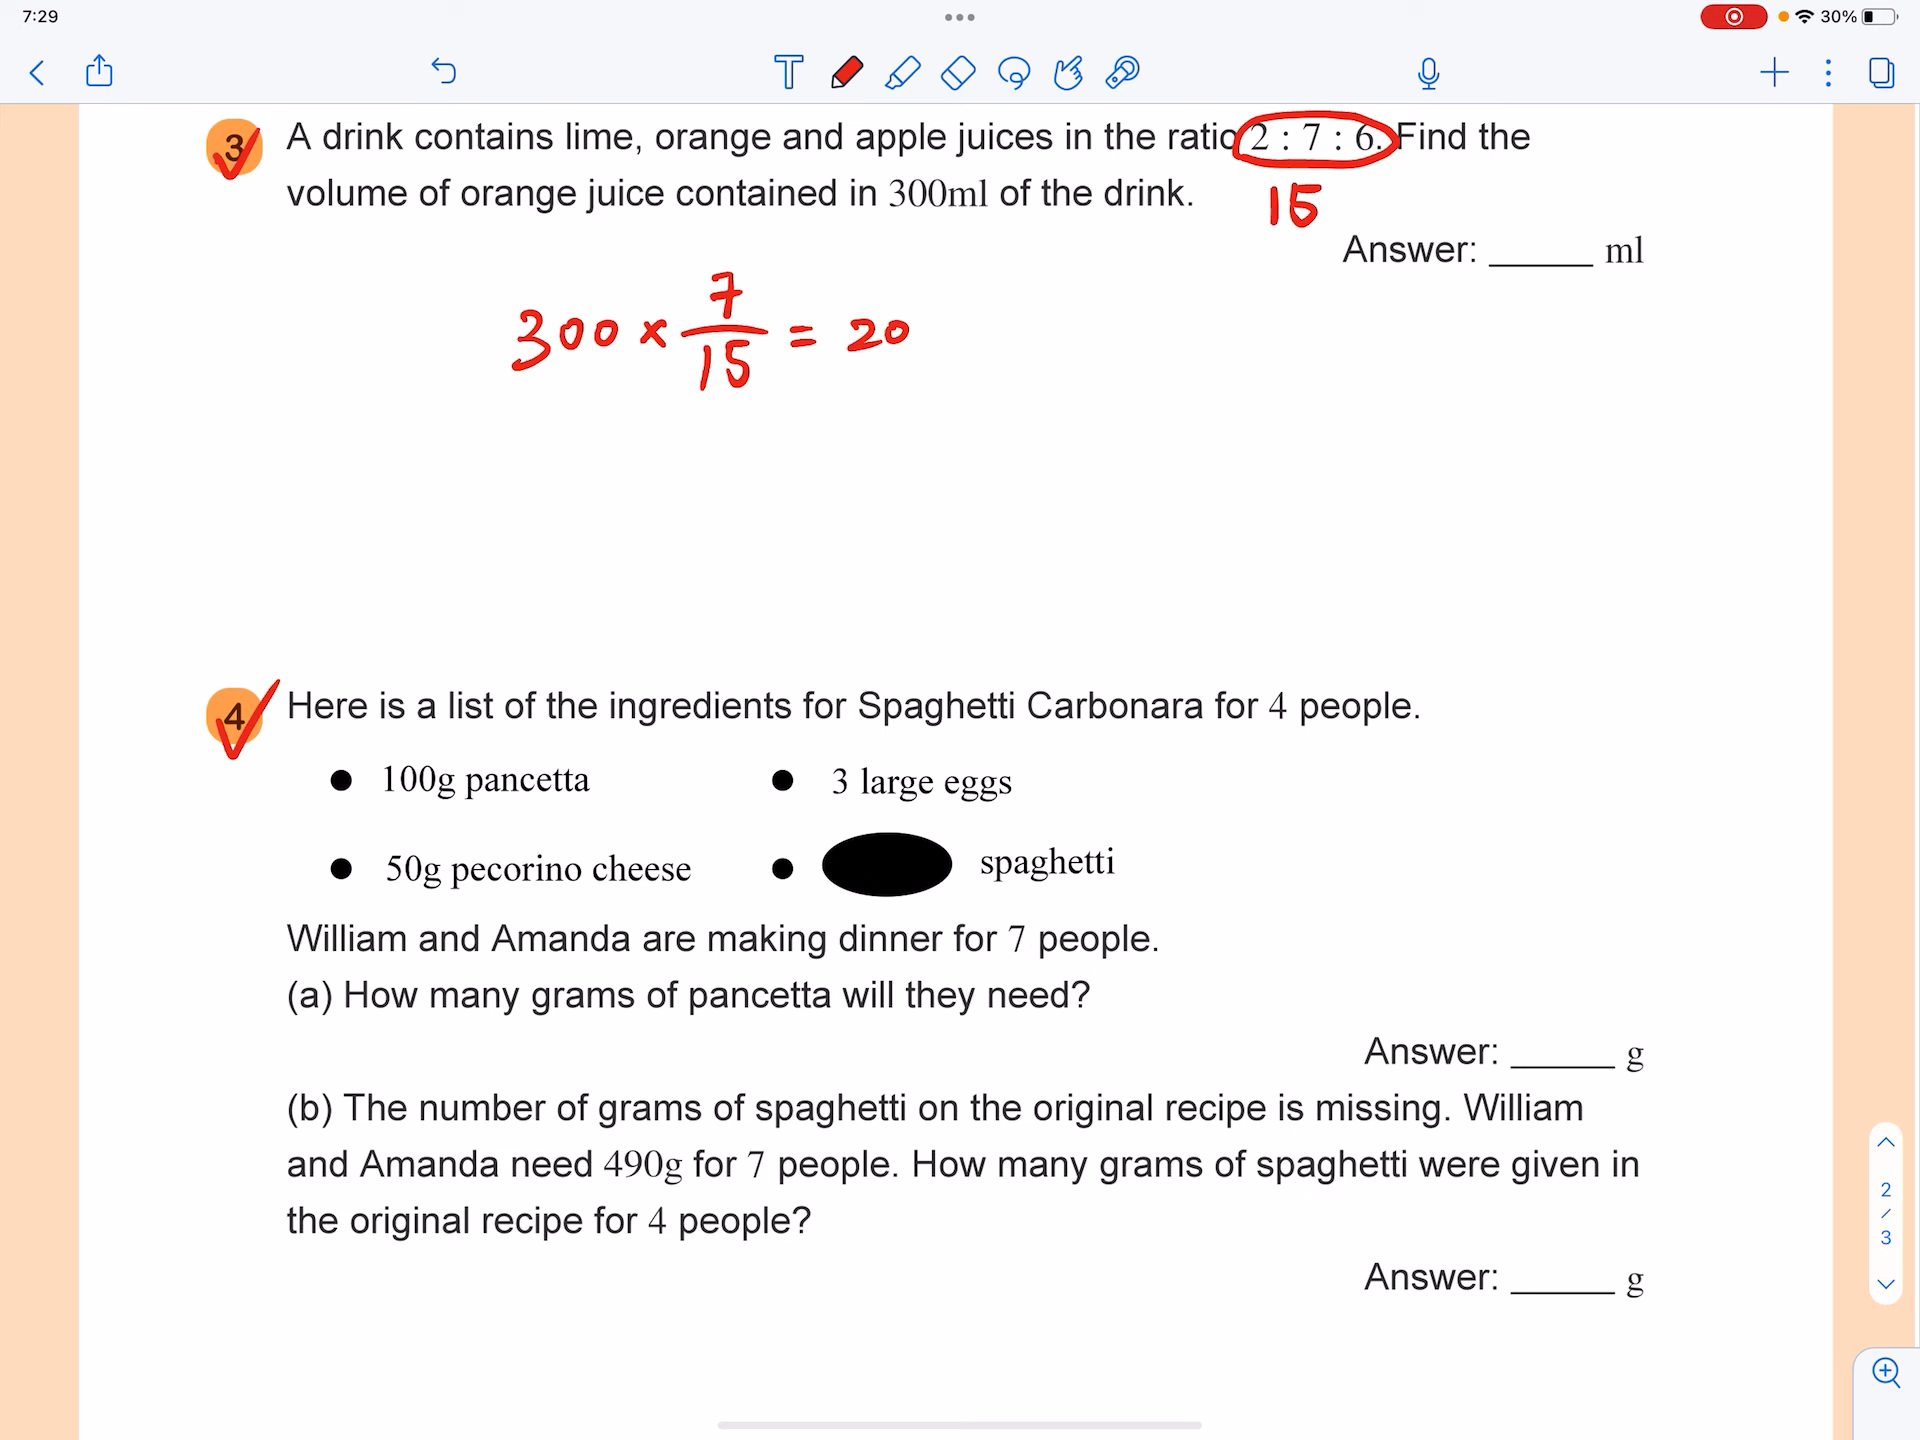 7:29
30%
3 A drink contains lime, orange and apple juices in the ratio 2 : 7 : 6. Find the
volume of orange juice contained in 300ml of the drink.
15
Answer: ______ ml
300 × 7/15 = 20
4 Here is a list of the ingredients for Spaghetti Carbonara for 4 people.
● 100g pancetta ● 3 large eggs
● 50g pecorino cheese ● spaghetti
William and Amanda are making dinner for 7 people.
(a) How many grams of pancetta will they need?
Answer: ______ g
(b) The number of grams of spaghetti on the original recipe is missing. William
and Amanda need 490g for 7 people. How many grams of spaghetti were given in
the original recipe for 4 people?
Answer: ______ g
2
/
3